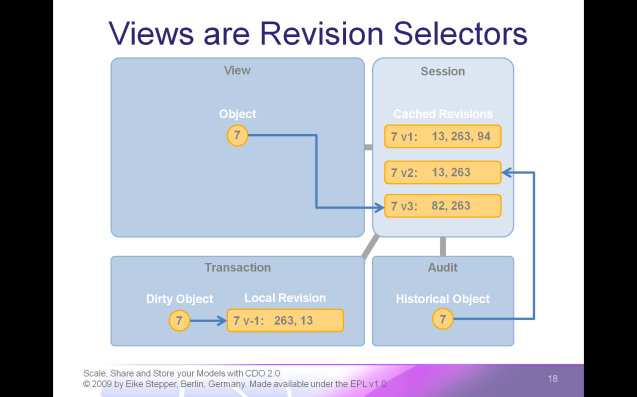 Views are Revision Selectors
View
Session
Object
Cached Revisions
7
7 v1: 13, 263, 94
7 v2: 13, 263
7 v3: 82, 263
Transaction
Audit
Dirty Object
Local Revision
Historical Object
7
7 v-1: 263, 13
7
Scale, Share and Store your Models with CDO 2.0
© 2009 by Eike Stepper, Berlin, Germany. Made available under the EPL v1.0
18